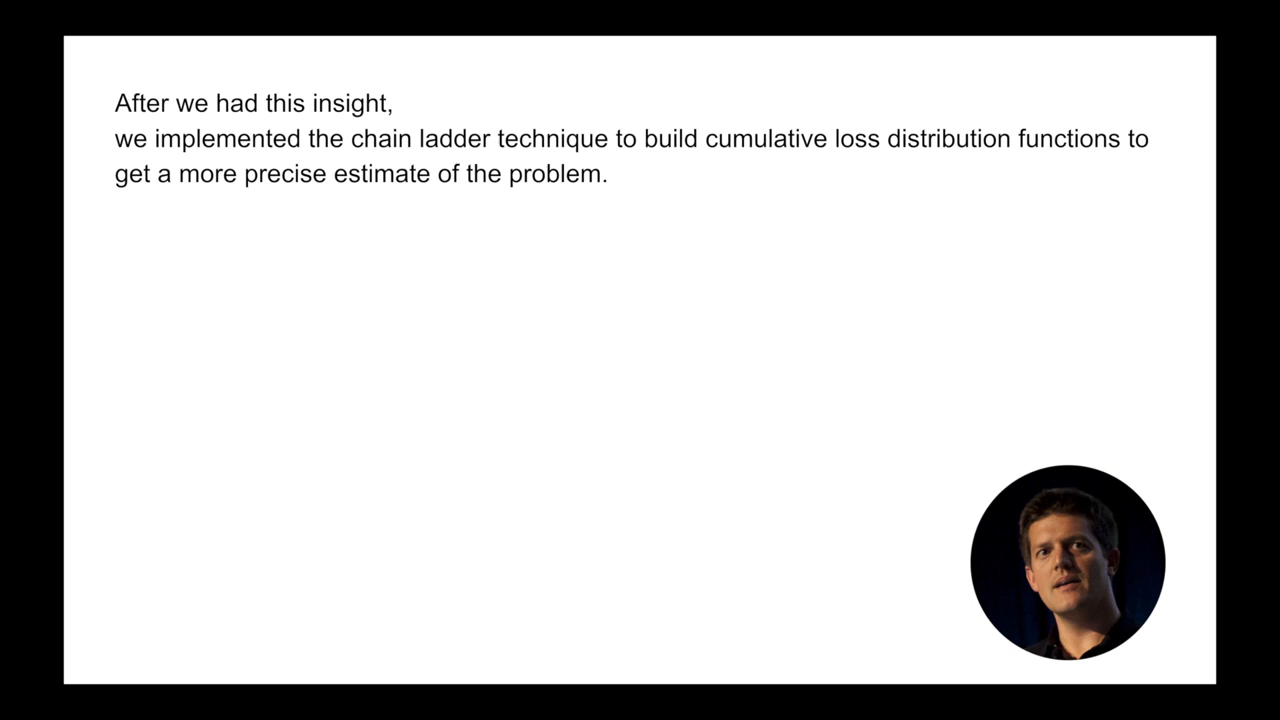 After we had this insight,
we implemented the chain ladder technique to build cumulative loss distribution functions to
get a more precise estimate of the problem.